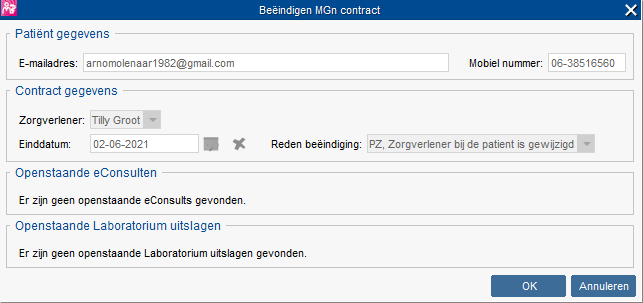 Beëindigen MGn contract
Patiënt gegevens
E-mailadres: arnomolenaar1982@gmail.com Mobiel nummer: 06-38516560
Contract gegevens
Zorgverlener: Tilly Groot
Einddatum: 02-06-2021 Reden beëindiging: PZ, Zorgverlener bij de patient is gewijzigd
Openstaande eConsulten
Er zijn geen openstaande eConsults gevonden.
Openstaande Laboratorium uitslagen
Er zijn geen openstaande Laboratorium uitslagen gevonden.
OK Annuleren